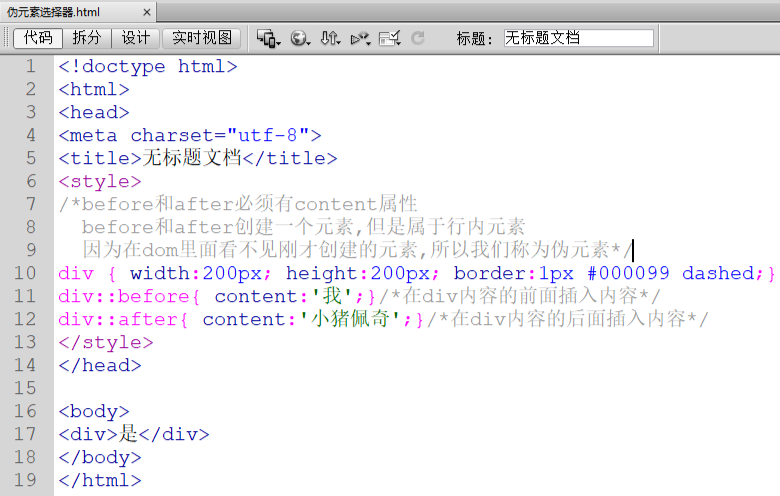 伪元素选择器.html ×
代码 拆分 设计 实时视图 标题: 无标题文档
1 <!doctype html>
2 <html>
3 <head>
4 <meta charset="utf-8">
5 <title>无标题文档</title>
6 <style>
7 /*before和after必须有content属性
8 before和after创建一个元素,但是属于行内元素
9 因为在dom里面看不见刚才创建的元素,所以我们称为伪元素*/
10 div { width:200px; height:200px; border:1px #000099 dashed;}
11 div::before{ content:'我';}/*在div内容的前面插入内容*/
12 div::after{ content:'小猪佩奇';}/*在div内容的后面插入内容*/
13 </style>
14 </head>
15
16 <body>
17 <div>是</div>
18 </body>
19 </html>